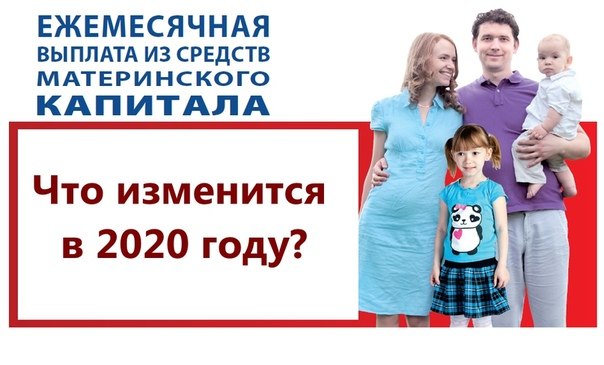 ЕЖЕМЕСЯЧНАЯ
ВЫПЛАТА ИЗ СРЕДСТВ
МАТЕРИНСКОГО
КАПИТАЛА
Что изменится
в 2020 году?